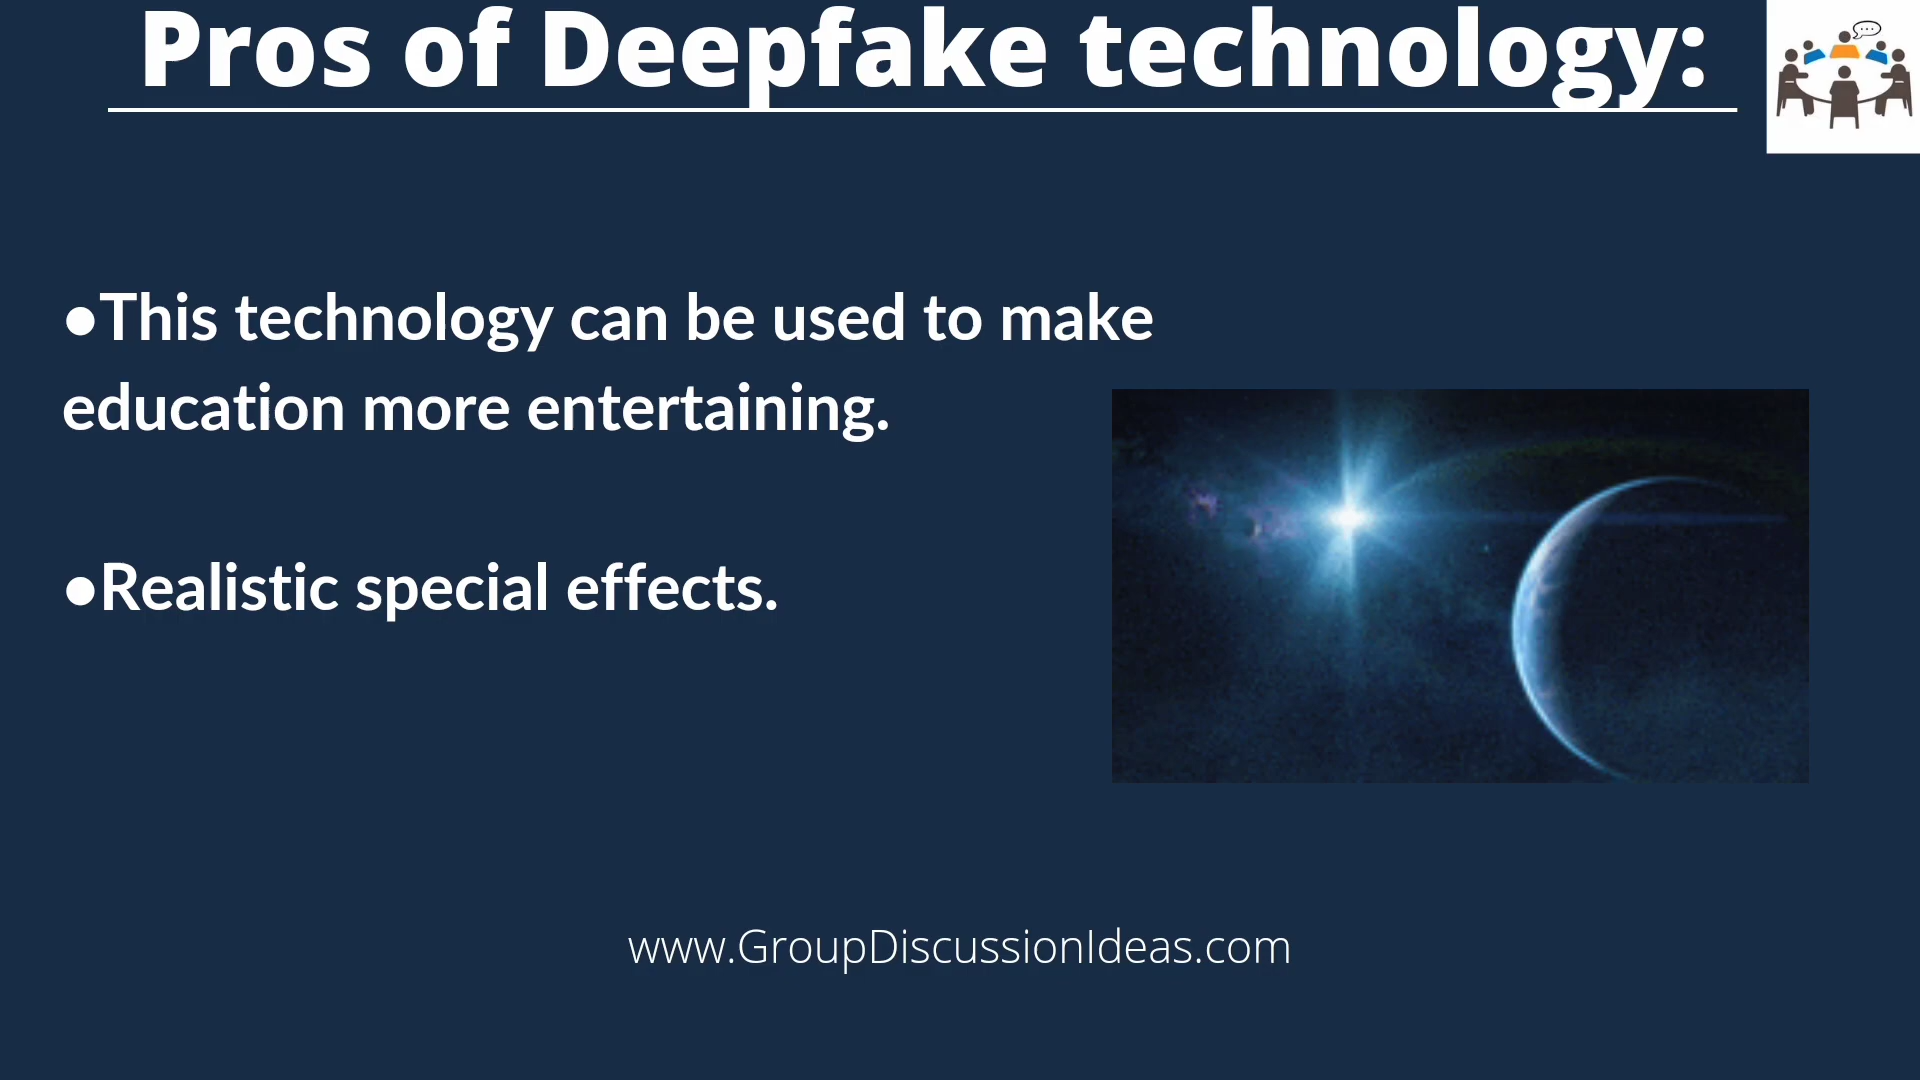 Pros of Deepfake technology:
●This technology can be used to make
education more entertaining.
●Realistic special effects.
www.GroupDiscussionIdeas.com